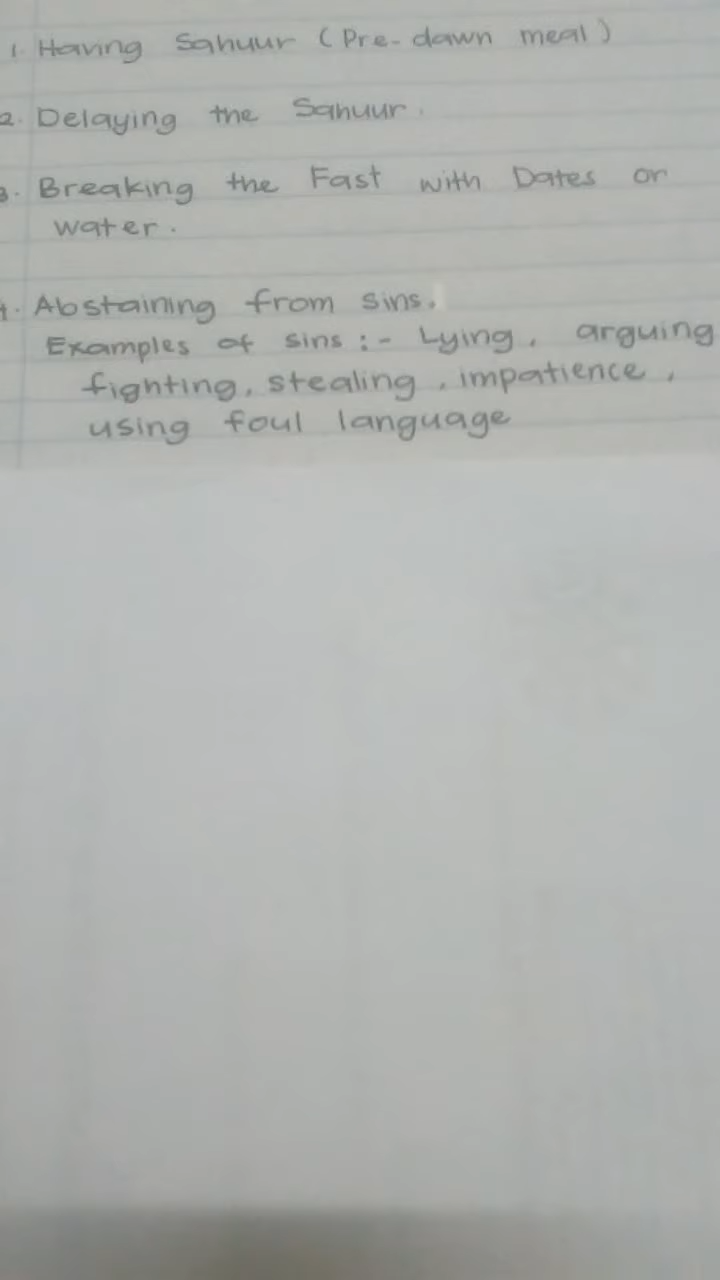 1. Having Sahuur (Pre-dawn meal)
2. Delaying the Sahuur.
3. Breaking the Fast with Dates or
water.
4. Abstaining from sins.
Examples of sins :- Lying, arguing
fighting, stealing, impatience,
using foul language